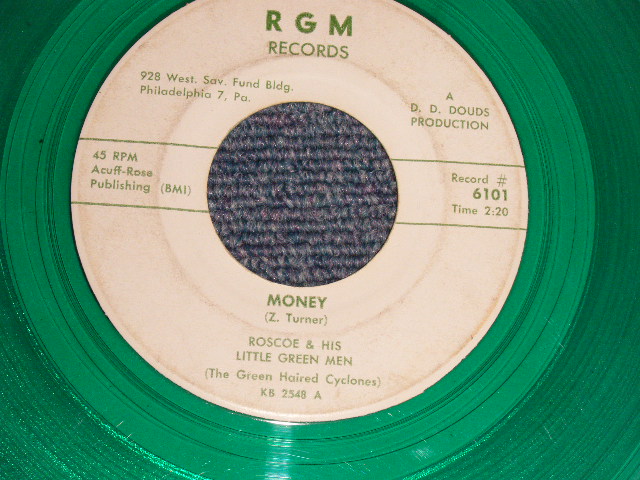 R G M
RECORDS
928 West. Sav. Fund Bldg.
Philadelphia 7, Pa.
A
D. D. DOUDS
PRODUCTION
45 RPM
Acuff-Rose
Publishing (BMI)
Record #
6101
Time 2:20
MONEY
(Z. Turner)
ROSCOE & HIS
LITTLE GREEN MEN
(The Green Haired Cyclones)
KB 2548 A